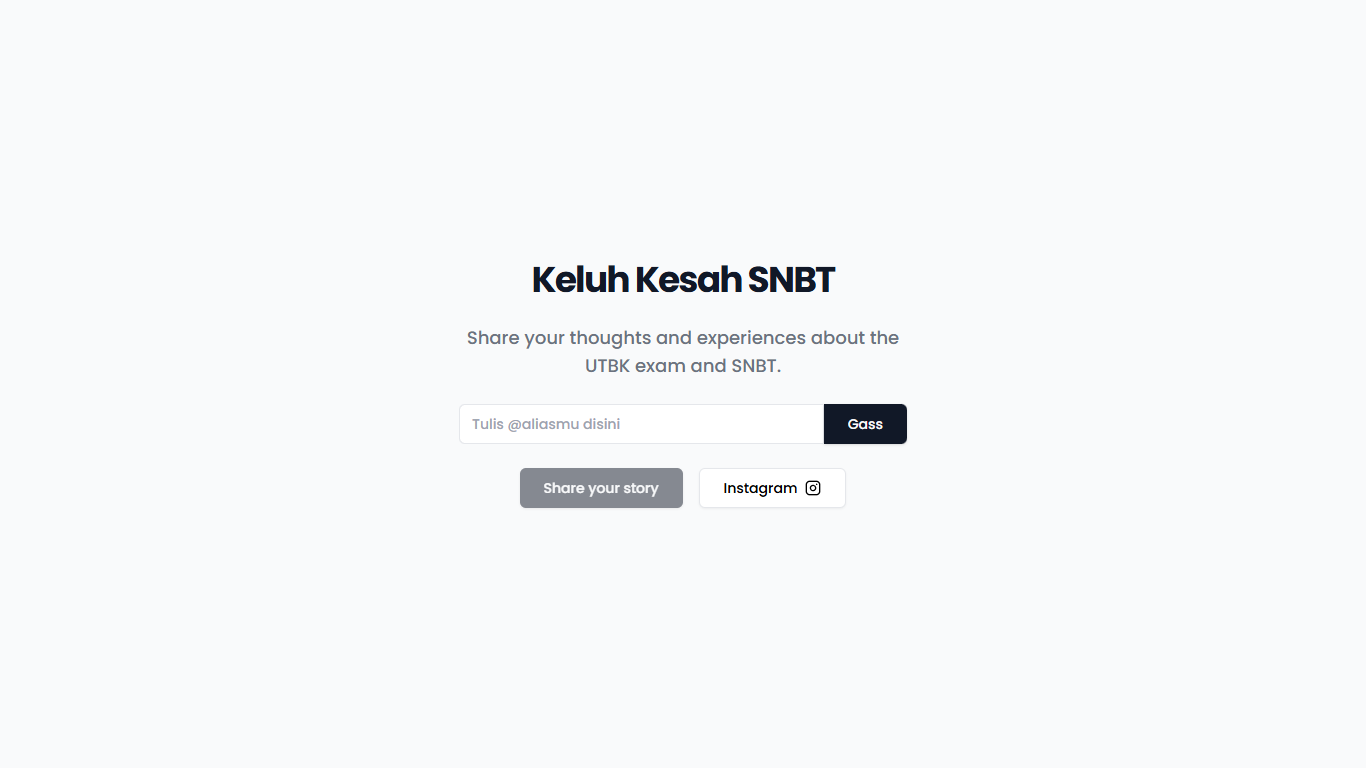 Keluh Kesah SNBT
Share your thoughts and experiences about the
UTBK exam and SNBT.
Tulis @aliasmu disini
Gass
Share your story
Instagram